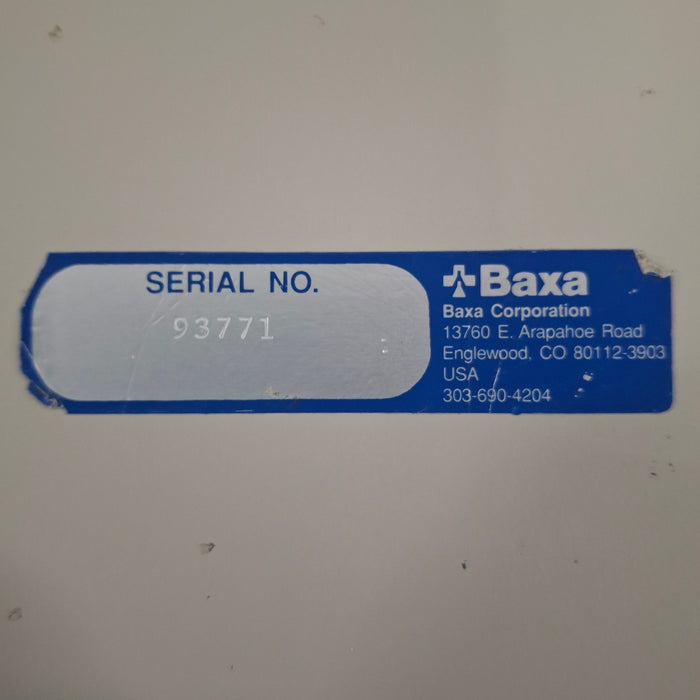 SERIAL NO.
93771
Baxa
Baxa Corporation
13760 E. Arapahoe Road
Englewood, CO 80112-3903
USA
303-690-4204